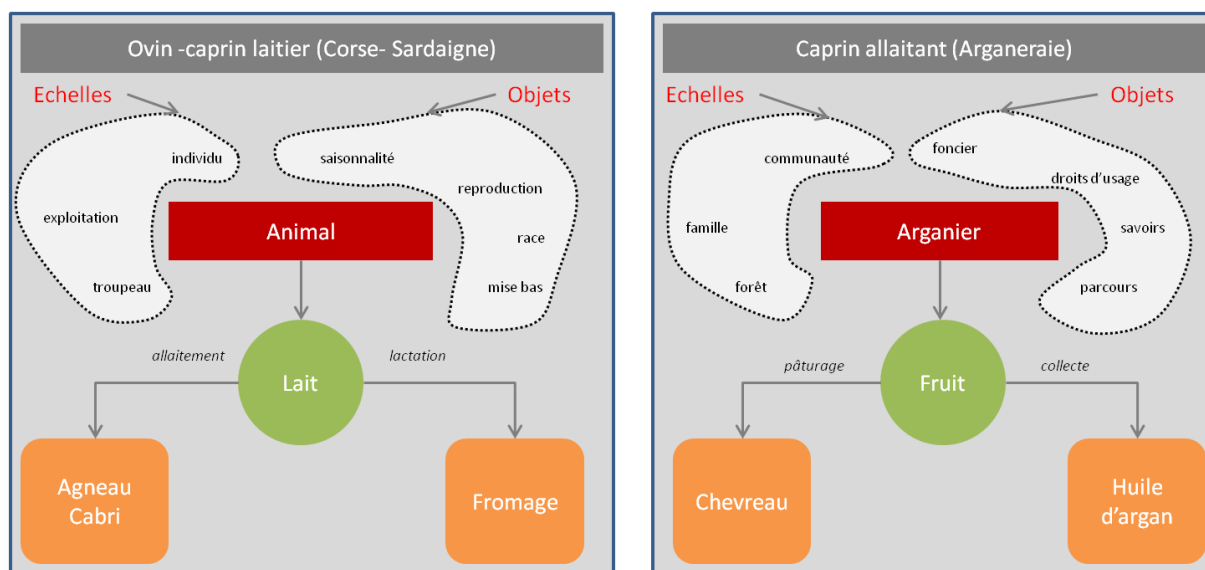 Ovin -caprin laitier (Corse- Sardaigne)
Echelles
Objets
individu
saisonnalité
reproduction
exploitation
Animal
race
troupeau
mise bas
allaitement
lactation
Lait
Agneau
Cabri
Fromage
Caprin allaitant (Arganeraie)
Echelles
Objets
communauté
foncier
droits d'usage
famille
Arganier
savoirs
forêt
parcours
pâturage
collecte
Fruit
Chevreau
Huile
d'argan